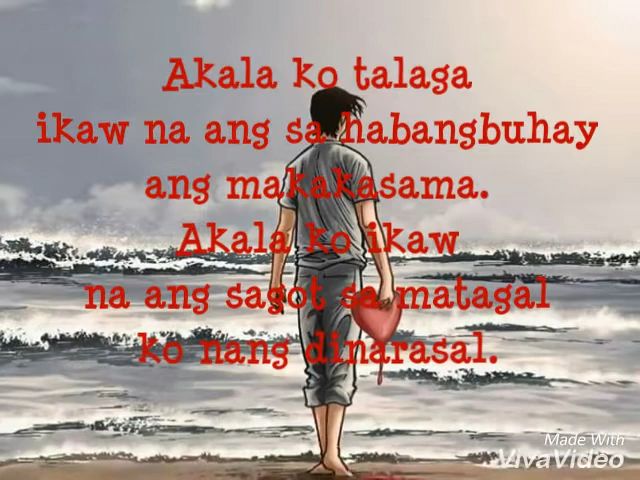 Akala ko talaga
ikaw na ang sa habangbuhay
ang makakasama.
Akala ko ikaw
na ang sagot sa matagal
ko nang dinarasal.
Made With
VivaVideo